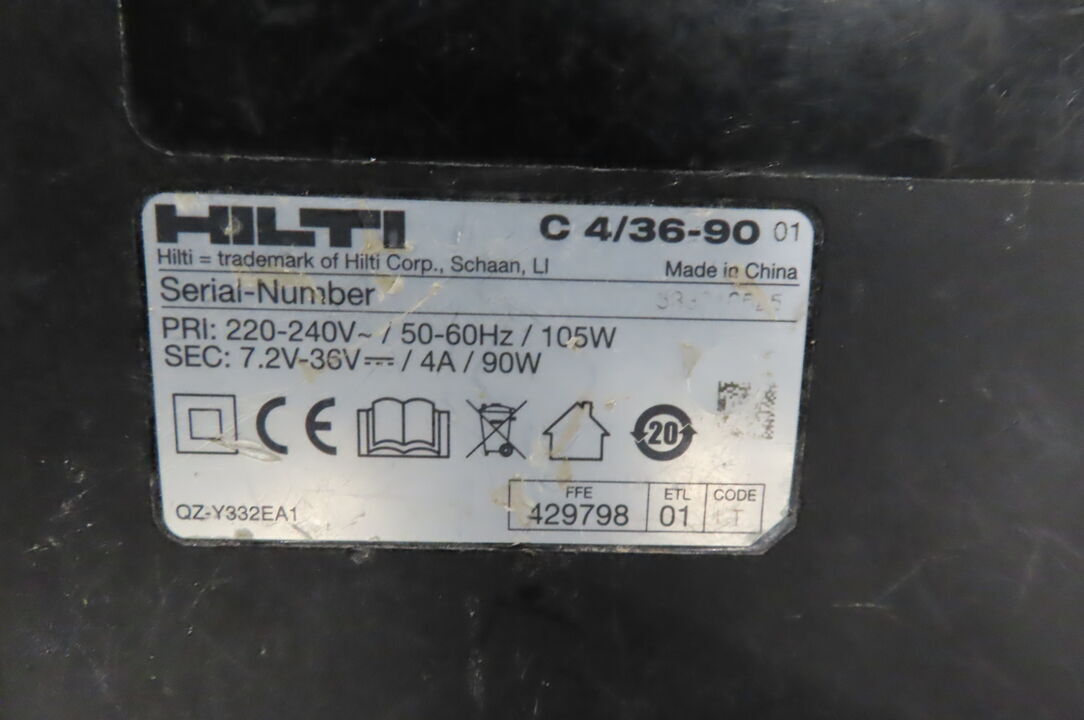 HILTI C 4/36-90 01
Hilti = trademark of Hilti Corp., Schaan, LI Made in China
Serial-Number
PRI: 220-240V~ / 50-60Hz / 105W
SEC: 7.2V-36V⎓ / 4A / 90W
CE
20
QZ-Y332EA1
FFE ETL CODE
429798 01